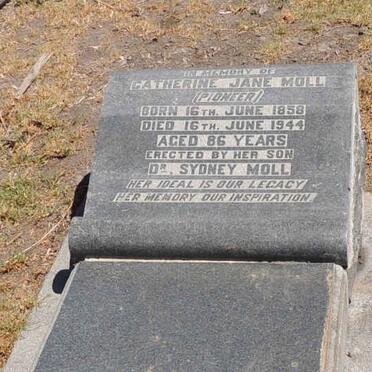 IN MEMORY OF
CATHERINE JANE MOLL
(PIONEER)
BORN 16TH. JUNE 1858
DIED 16TH. JUNE 1944
AGED 86 YEARS
ERECTED BY HER SON
DR. SYDNEY MOLL
HER IDEAL IS OUR LEGACY
HER MEMORY OUR INSPIRATION